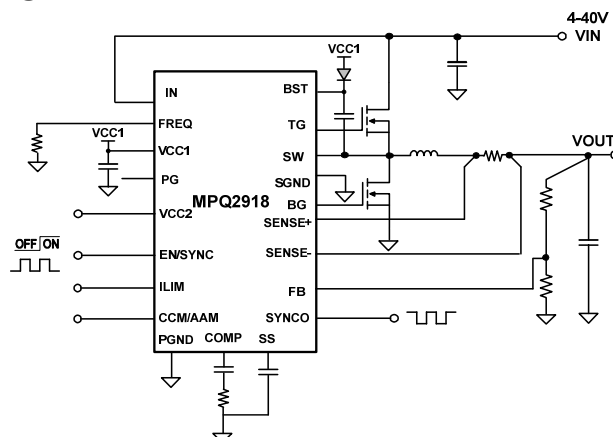 4-40V
VIN
VCC1
IN
BST
FREQ
TG
VCC1
VCC1
SW
VOUT
PG
SGND
MPQ2918
BG
VCC2
SENSE+
OFF ON
EN/SYNC
SENSE-
ILIM
FB
CCM/AAM
SYNCO
PGND
COMP
SS